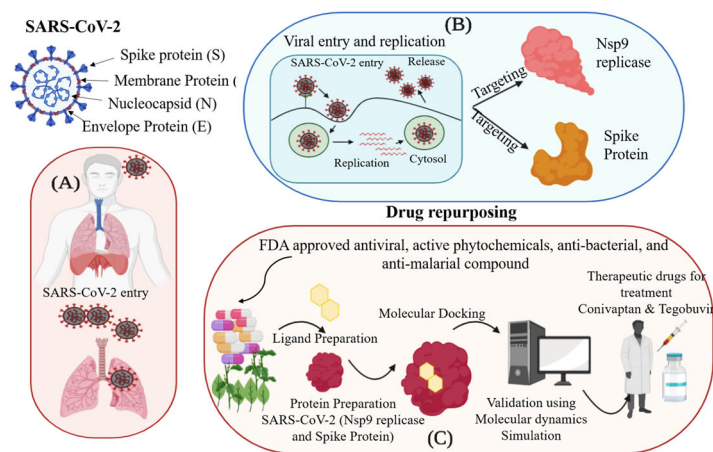 SARS-CoV-2
Spike protein (S)
Membrane Protein (
Nucleocapsid (N)
Envelope Protein (E)
(A)
SARS-CoV-2 entry
(B)
Viral entry and replication
SARS-CoV-2 entry
Release
Replication
Cytosol
Targeting
Targeting
Nsp9
replicase
Spike
Protein
Drug repurposing
FDA approved antiviral, active phytochemicals, anti-bacterial, and
anti-malarial compound
Ligand Preparation
Protein Preparation
SARS-CoV-2 (Nsp9 replicase
and Spike Protein)
Molecular Docking
(C)
Validation using
Molecular dynamics
Simulation
Therapeutic drugs for
treatment
Conivaptan & Tegobuvir